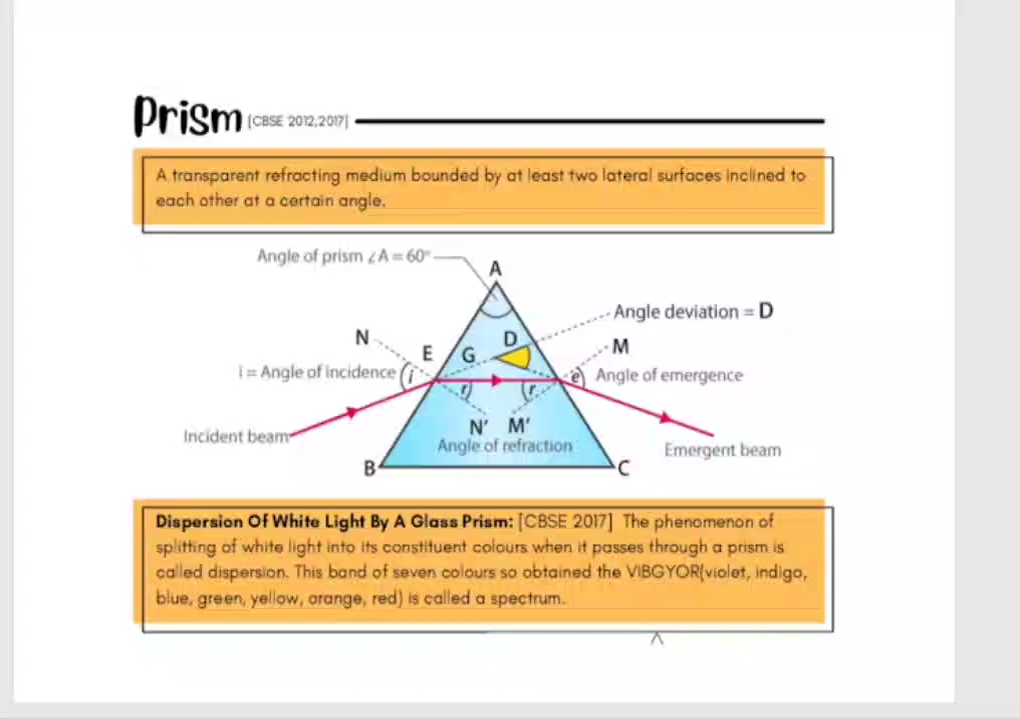 Prism [CBSE 2012,2017]
A transparent refracting medium bounded by at least two lateral surfaces inclined to
each other at a certain angle.
Angle of prism ∠A = 60°
A
Angle deviation = D
N
E
G
D
M
i = Angle of incidence
i
r
r
e
Angle of emergence
N' M'
Incident beam
Angle of refraction
Emergent beam
B
C
Dispersion Of White Light By A Glass Prism: [CBSE 2017] The phenomenon of
splitting of white light into its constituent colours when it passes through a prism is
called dispersion. This band of seven colours so obtained the VIBGYOR(violet, indigo,
blue, green, yellow, orange, red) is called a spectrum.